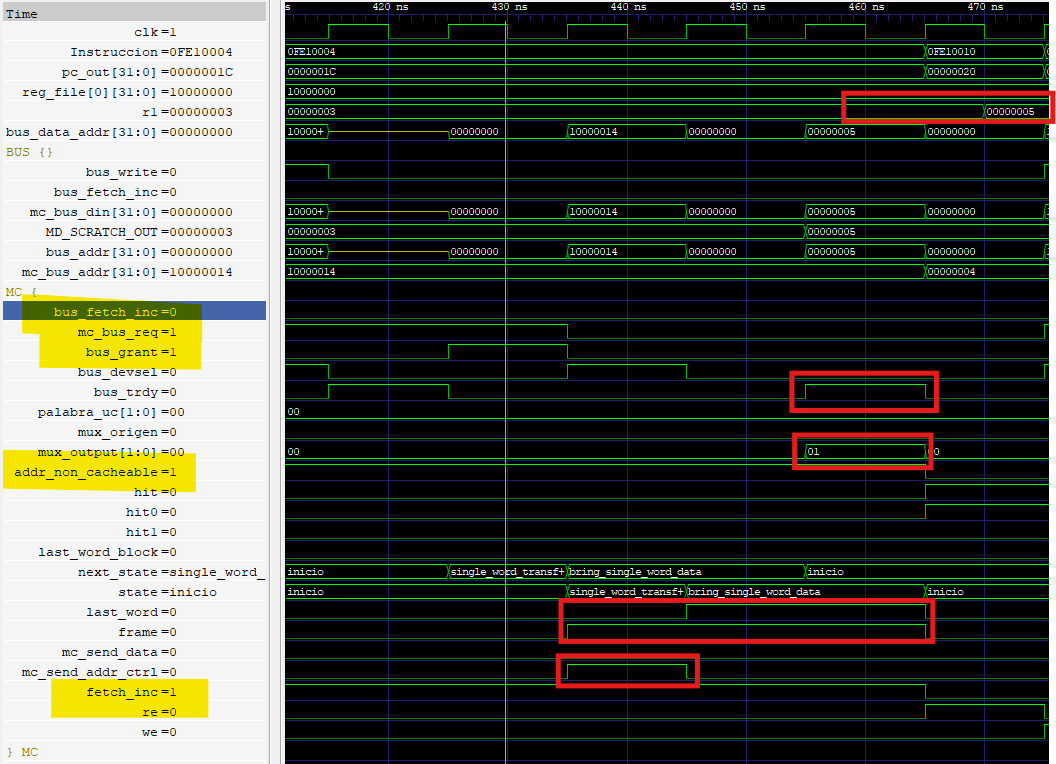 Time
s 420 ns 430 ns 440 ns 450 ns 460 ns 470 ns
clk=1
Instruccion=0FE10004 0FE10004 0FE10010
pc_out[31:0]=0000001C 0000001C 00000020
reg_file[0][31:0]=10000000 10000000
r1=00000003 00000003 00000005
bus_data_addr[31:0]=00000000 10000+ 00000000 10000014 00000000 00000005 00000000
BUS {}
bus_write=0
bus_fetch_inc=0
mc_bus_din[31:0]=00000000 10000+ 00000000 10000014 00000000 00000005 00000000
MD_SCRATCH_OUT=00000003 00000003 00000005
bus_addr[31:0]=00000000 10000+ 00000000 10000014 00000000 00000005 00000000
mc_bus_addr[31:0]=10000014 10000014 00000004
MC {
bus_fetch_inc=0
mc_bus_req=1
bus_grant=1
bus_devsel=0
bus_trdy=0
palabra_uc[1:0]=00 00
mux_origen=0
mux_output[1:0]=00 00 01 00
addr_non_cacheable=1
hit=0
hit0=0
hit1=0
last_word_block=0
next_state=single_word_ inicio single_word_transf+ bring_single_word_data inicio
state=inicio inicio single_word_transf+ bring_single_word_data inicio
last_word=0
frame=0
mc_send_data=0
mc_send_addr_ctrl=0
fetch_inc=1
re=0
we=0
} MC